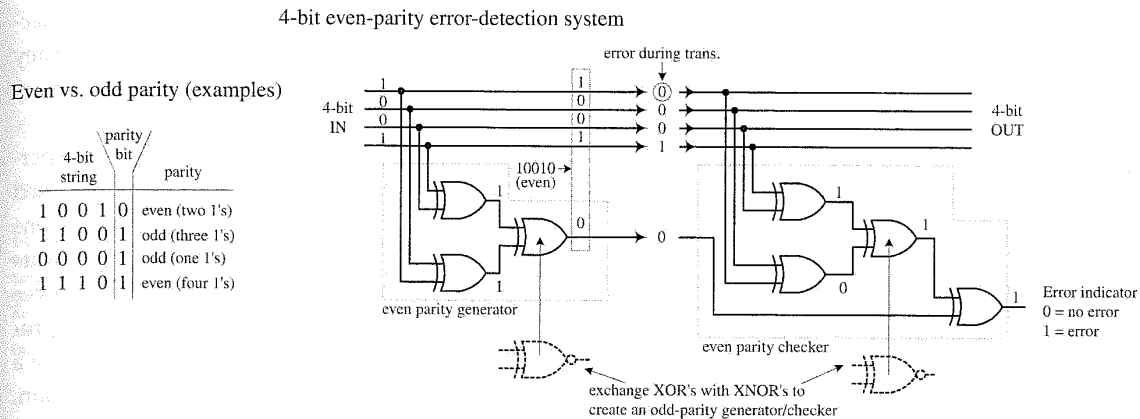 4-bit even-parity error-detection system
Even vs. odd parity (examples)
4-bit string
parity bit
parity
1 0 0 1 0 even (two 1's)
1 1 0 0 1 odd (three 1's)
0 0 0 0 1 odd (one 1's)
1 1 1 0 1 even (four 1's)
error during trans.
4-bit
IN
1
0
0
1
1
0
0
1
0
0
0
1
4-bit
OUT
10010
(even)
1
1
0
0
even parity generator
1
0
1
1
even parity checker
Error indicator
0 = no error
1 = error
exchange XOR's with XNOR's to
create an odd-parity generator/checker